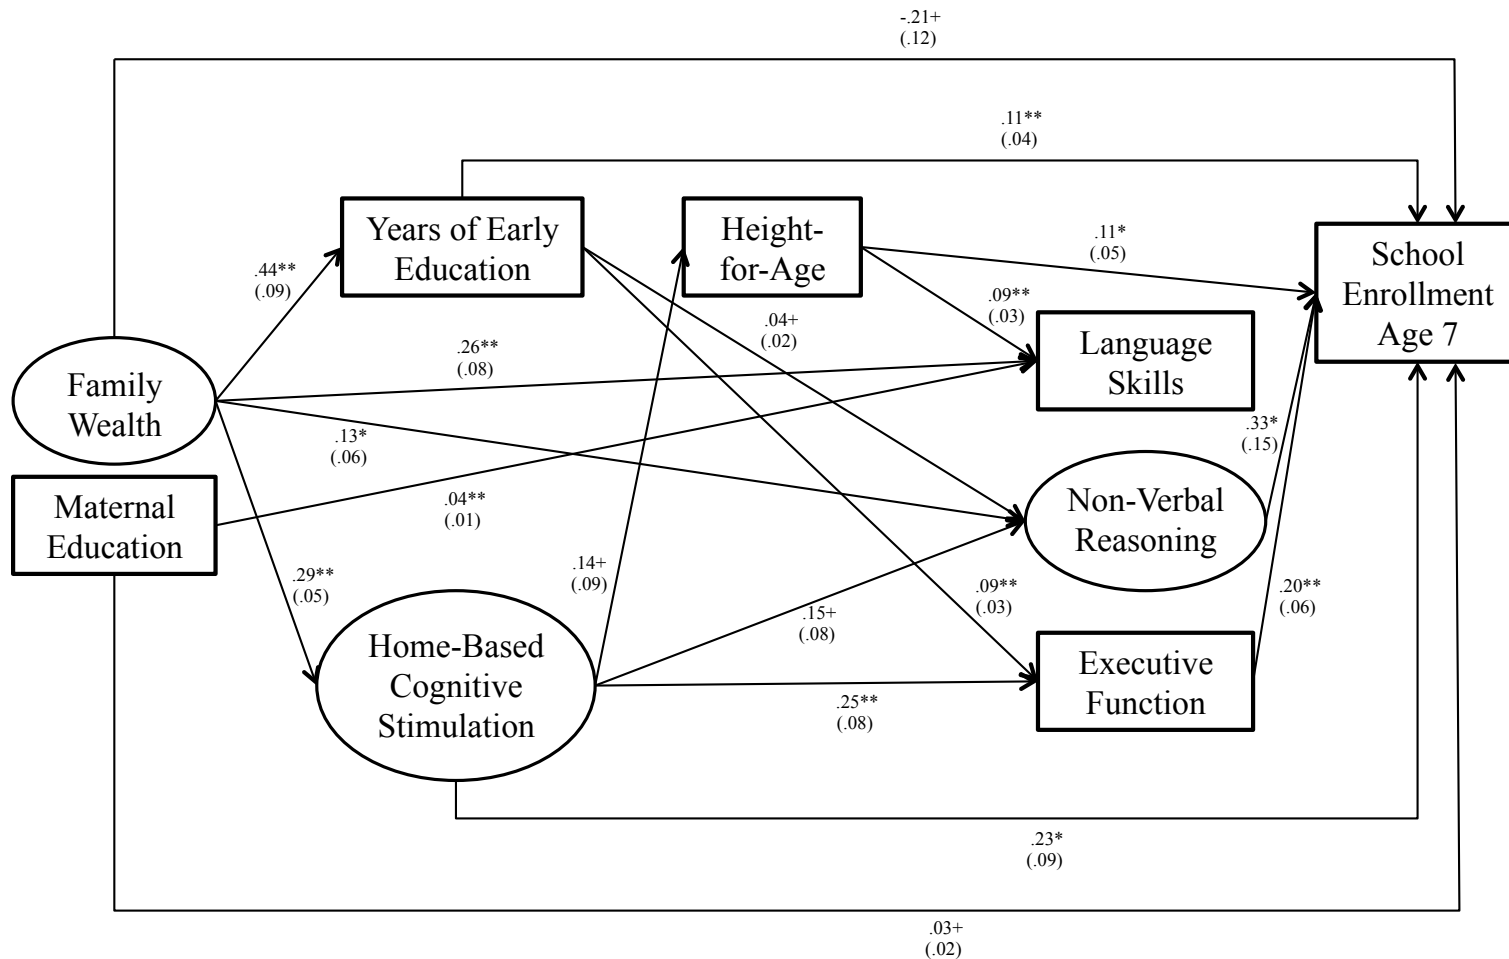 -.21+
(.12)
.11**
(.04)
Years of Early
Education
Height-
for-Age
School
Enrollment
Age 7
.11*
(.05)
.44**
(.09)
.09**
(.03)
.04+
(.02)
Language
Skills
.26**
(.08)
Family
Wealth
.13*
(.06)
.33*
(.15)
Maternal
Education
.04**
(.01)
Non-Verbal
Reasoning
.29**
(.05)
.14+
(.09)
.09**
(.03)
.20**
(.06)
.15+
(.08)
Home-Based
Cognitive
Stimulation
Executive
Function
.25**
(.08)
.23*
(.09)
.03+
(.02)